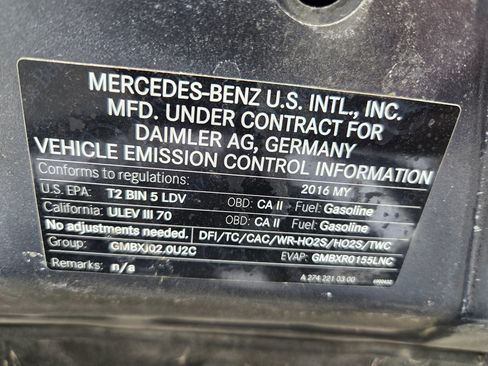 MERCEDES-BENZ U.S. INTL., INC.
MFD. UNDER CONTRACT FOR
DAIMLER AG, GERMANY
VEHICLE EMISSION CONTROL INFORMATION
Conforms to regulations: 2016 MY
U.S. EPA: T2 BIN 5 LDV OBD: CA II Fuel: Gasoline
California: ULEV III 70 OBD: CA II Fuel: Gasoline
No adjustments needed. DFI/TC/CAC/WR-HO2S/HO2S/TWC
Group: GMBXJ02.0U2C EVAP: GMBXR0155LNC
Remarks: n/a A 274 221 03 00